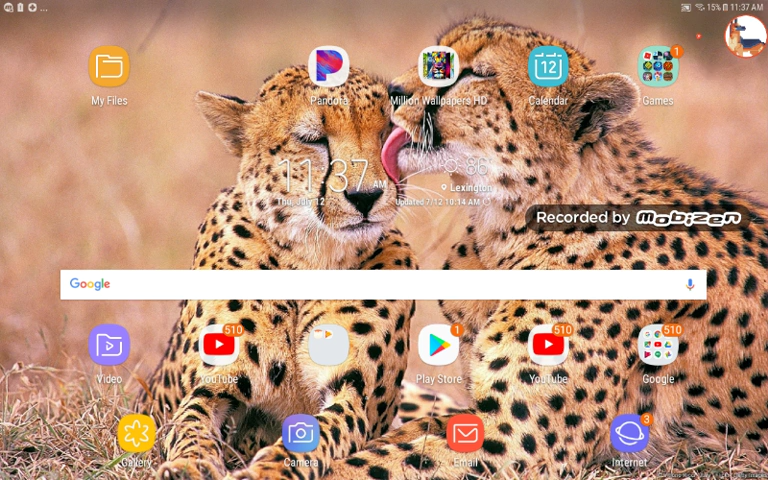 15% 11:37 AM
1
My Files
Pandora
Million Wallpapers HD
12
Calendar
Games
11 37 AM
86
Thu, July 12
Lexington
Updated 7/12 10:14 AM
Recorded by mobizen
Google
510
1
510
510
Video
YouTube
Play Store
YouTube
Google
3
Gallery
Camera
Email
Internet